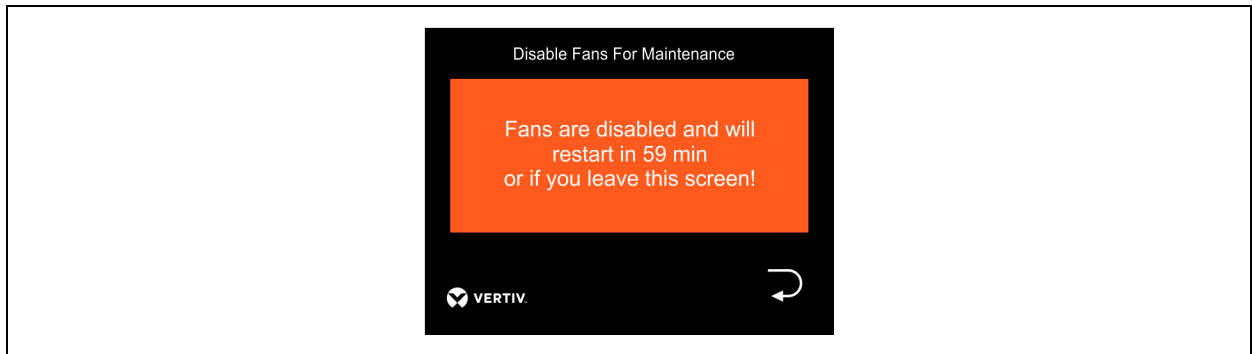 Disable Fans For Maintenance
Fans are disabled and will
restart in 59 min
or if you leave this screen!
VERTIV.